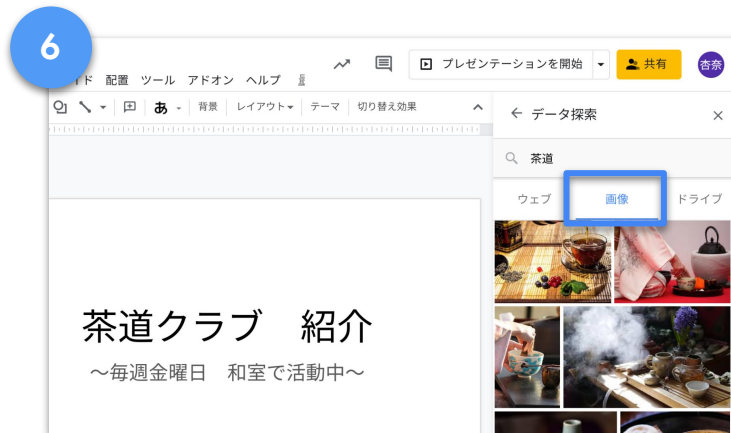 6
ド 配置 ツール アドオン ヘルプ
プレゼンテーションを開始
共有
杏奈
あ 背景 レイアウト テーマ 切り替え効果
データ探索
茶道
ウェブ 画像 ドライブ
茶道クラブ 紹介
〜毎週金曜日 和室で活動中〜